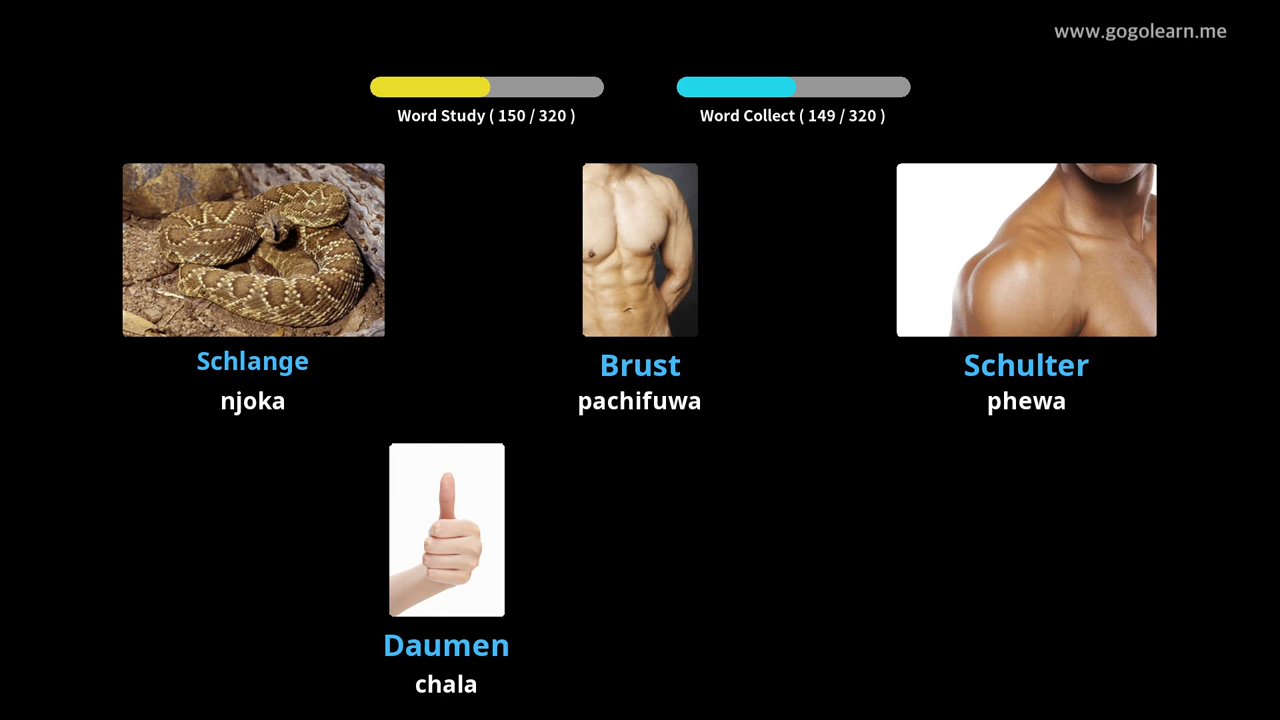 www.gogolearn.me
Word Study ( 150 / 320 )
Word Collect ( 149 / 320 )
Schlange
njoka
Brust
pachifuwa
Schulter
phewa
Daumen
chala